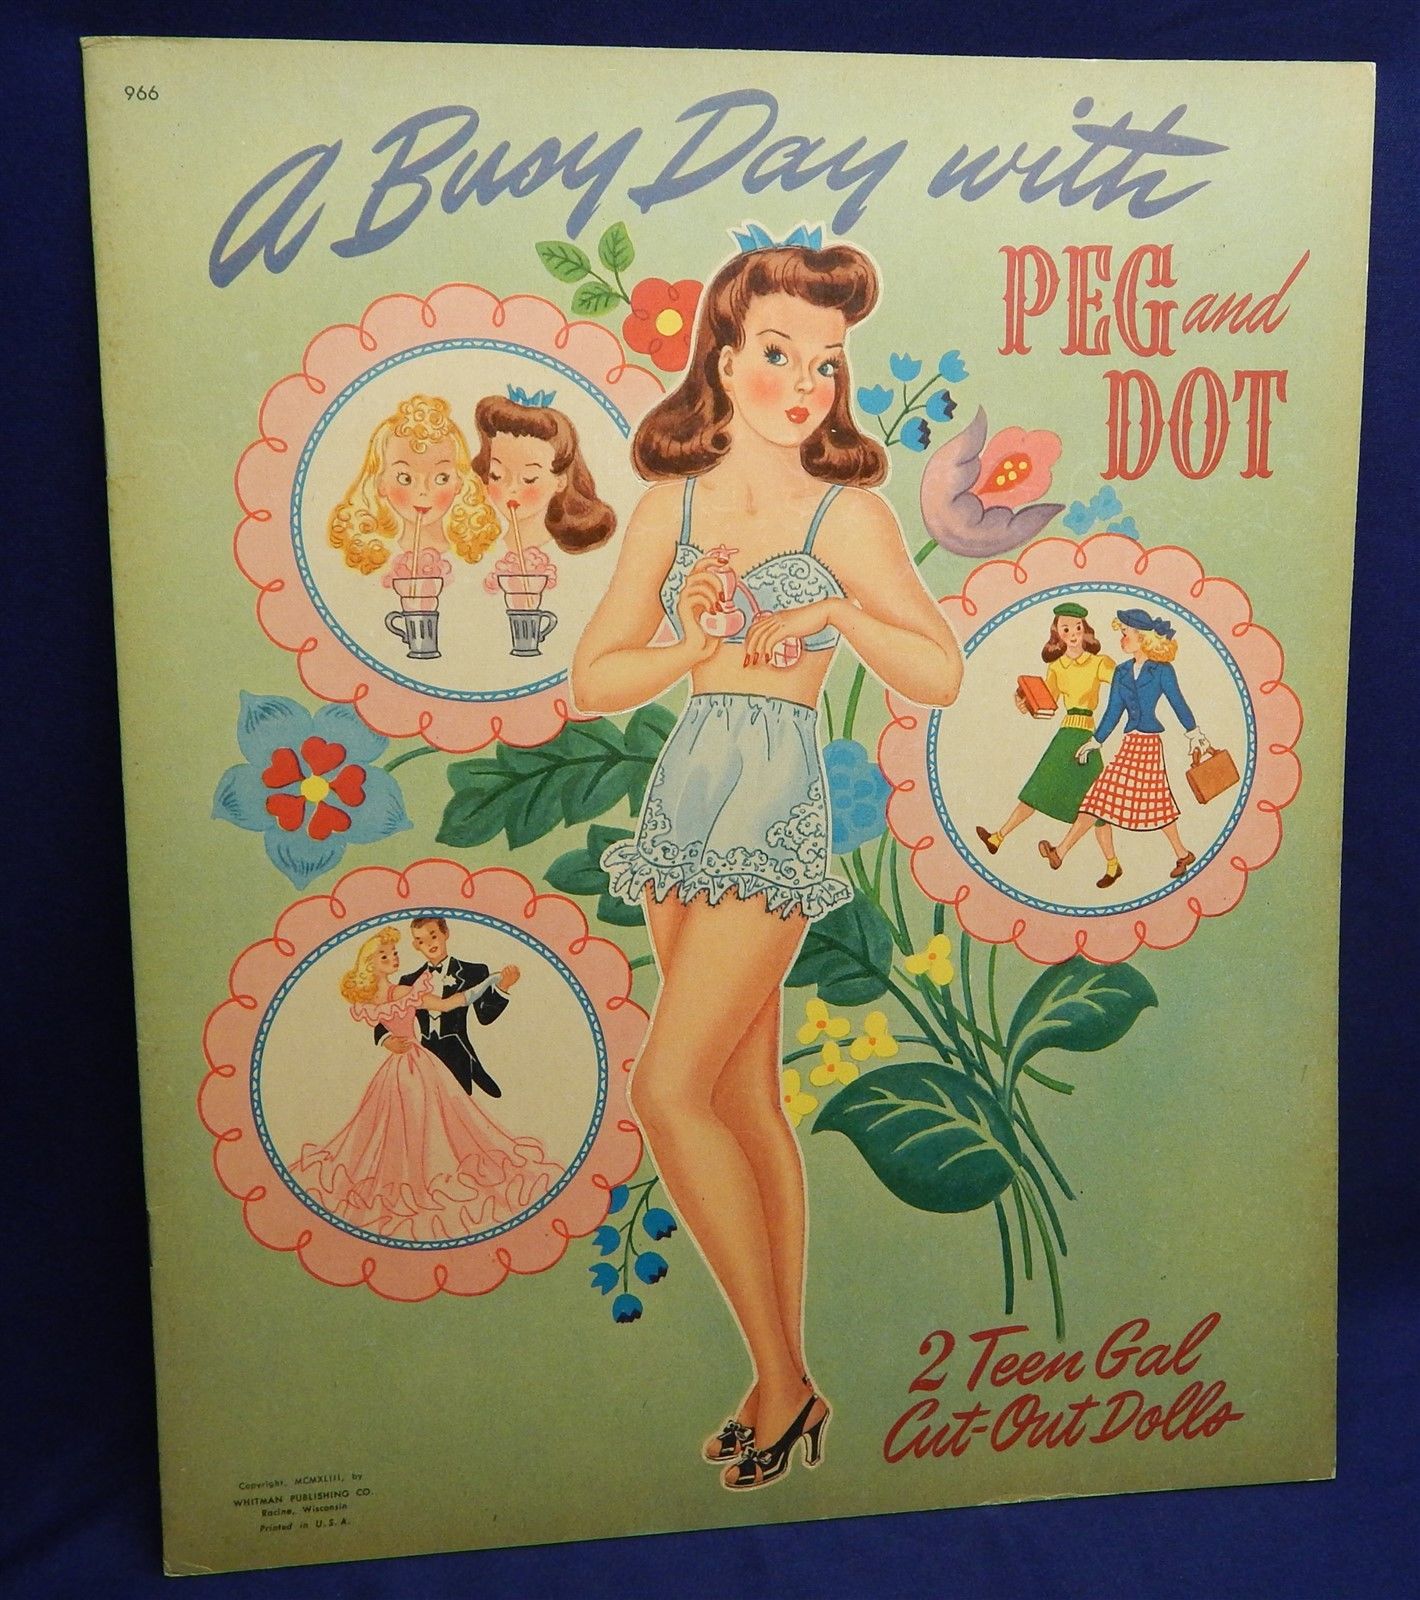 966
A Busy Day with
PEG and
DOT
2 Teen Gal
Cut-Out Dolls
Copyright, MCMXLIII, by
WHITMAN PUBLISHING CO.,
Racine, Wisconsin
Printed in U. S. A.